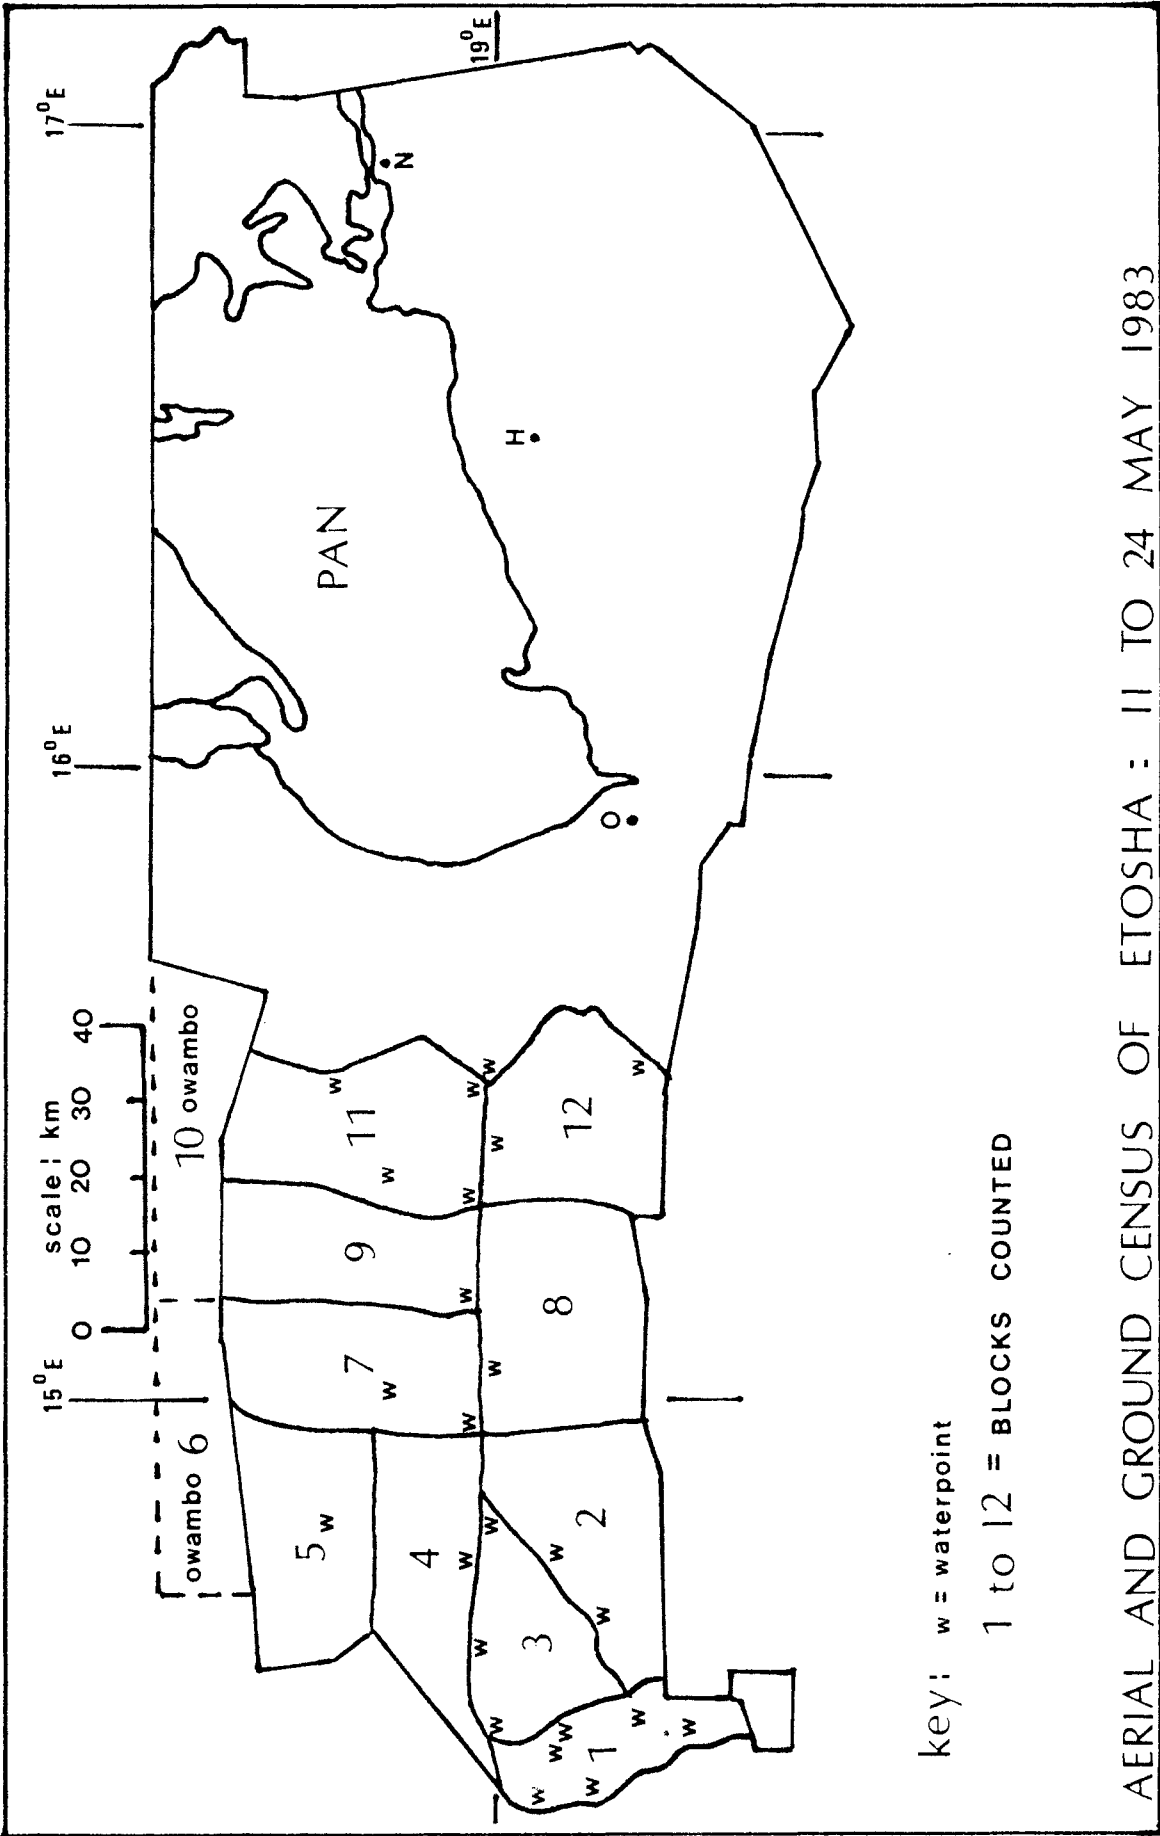 15°E
16°E
17°E
19°E
scale: km
0 10 20 30 40
owambo 6
10 owambo
5
w
4
w
7
w
w
9
w
11
w
w
w
w
w
PAN
N
H
O
w
w
w
3
2
w
w
8
w
12
w
w
1
w
w
w
w
w
w
key: w = waterpoint
1 to 12 = BLOCKS COUNTED
AERIAL AND GROUND CENSUS OF ETOSHA : 11 TO 24 MAY 1983